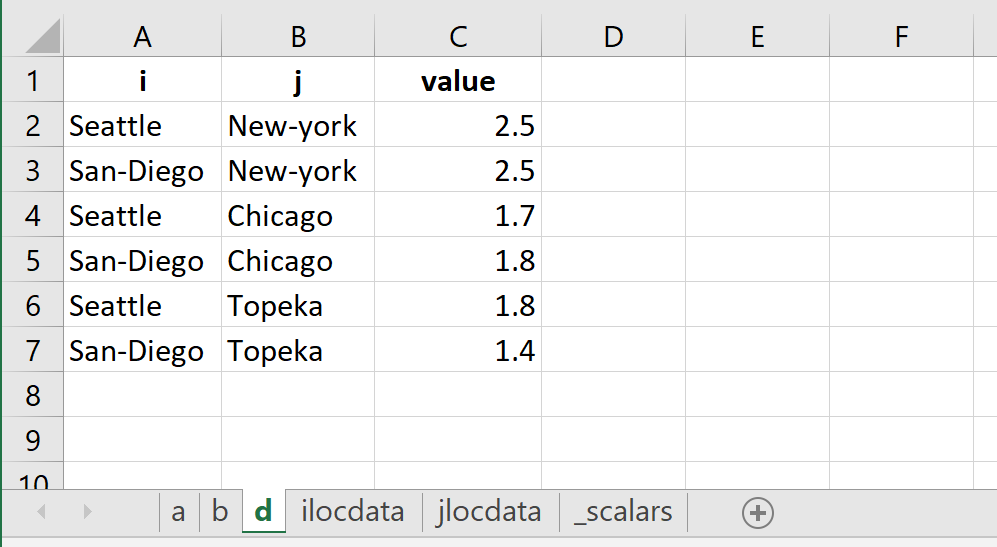 A B C D E F
1 i j value
2 Seattle New-york 2.5
3 San-Diego New-york 2.5
4 Seattle Chicago 1.7
5 San-Diego Chicago 1.8
6 Seattle Topeka 1.8
7 San-Diego Topeka 1.4
8
9
10
a b d ilocdata jlocdata _scalars